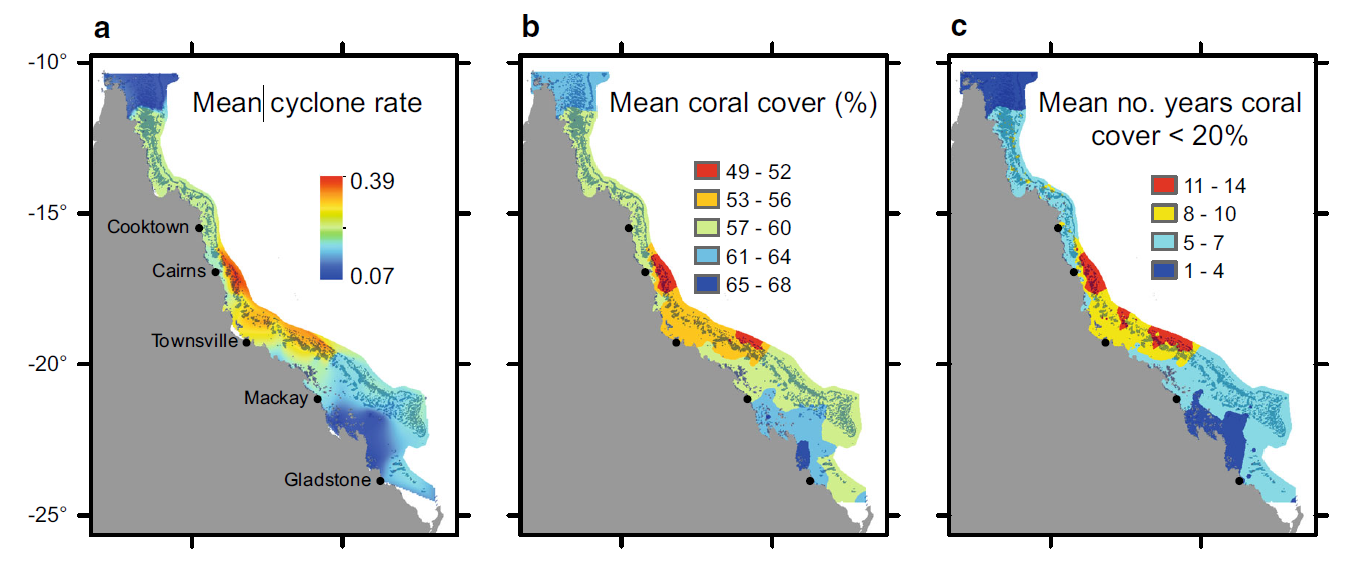 a
Mean cyclone rate
0.39
0.07
-10°
-15°
-20°
-25°
Cooktown
Cairns
Townsville
Mackay
Gladstone
b
Mean coral cover (%)
49 - 52
53 - 56
57 - 60
61 - 64
65 - 68
c
Mean no. years coral
cover < 20%
11 - 14
8 - 10
5 - 7
1 - 4